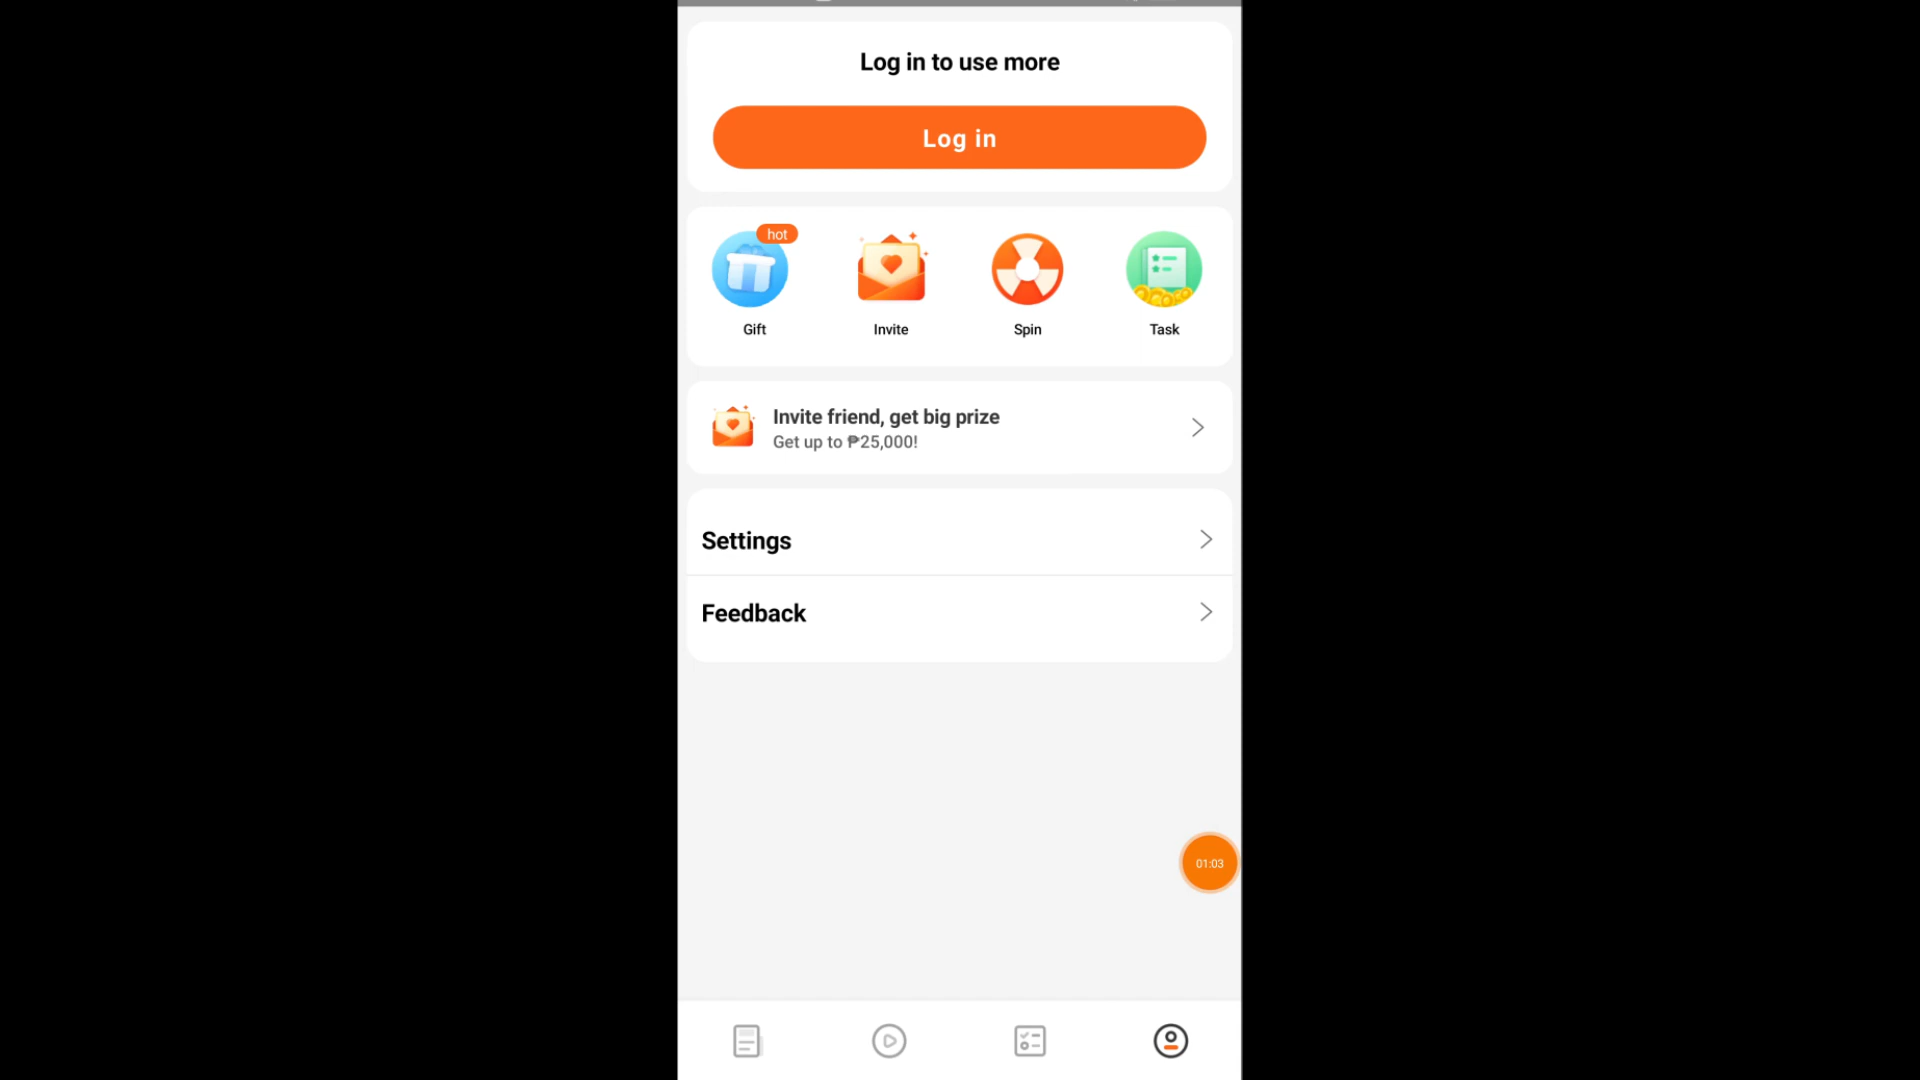 Log in to use more
Log in
hot
Gift
Invite
Spin
Task
Invite friend, get big prize
Get up to ₱25,000!
Settings
Feedback
01:03